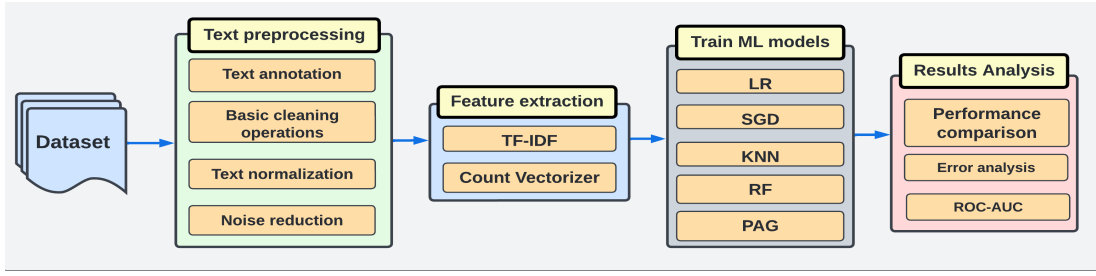 Dataset
Text preprocessing
Text annotation
Basic cleaning
operations
Text normalization
Noise reduction
Feature extraction
TF-IDF
Count Vectorizer
Train ML models
LR
SGD
KNN
RF
PAG
Results Analysis
Performance
comparison
Error analysis
ROC-AUC